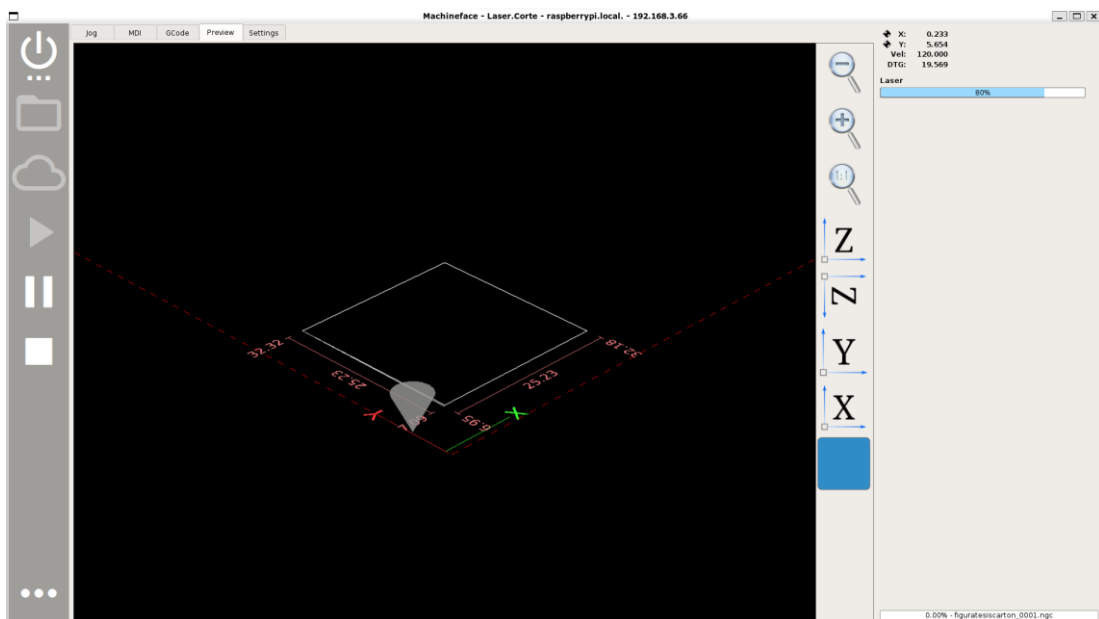 Machineface - Laser.Corte - raspberrypi.local. - 192.168.3.66
Jog MDI GCode Preview Settings
X: 0.233
Y: 5.654
Vel: 120.000
DTG: 19.569
Laser
80%
1:1
Z
Z
Y
X
32.32
25.23
Y
6.95
X
25.23
32.18
0.00% - figuratesiscarton_0001.ngc